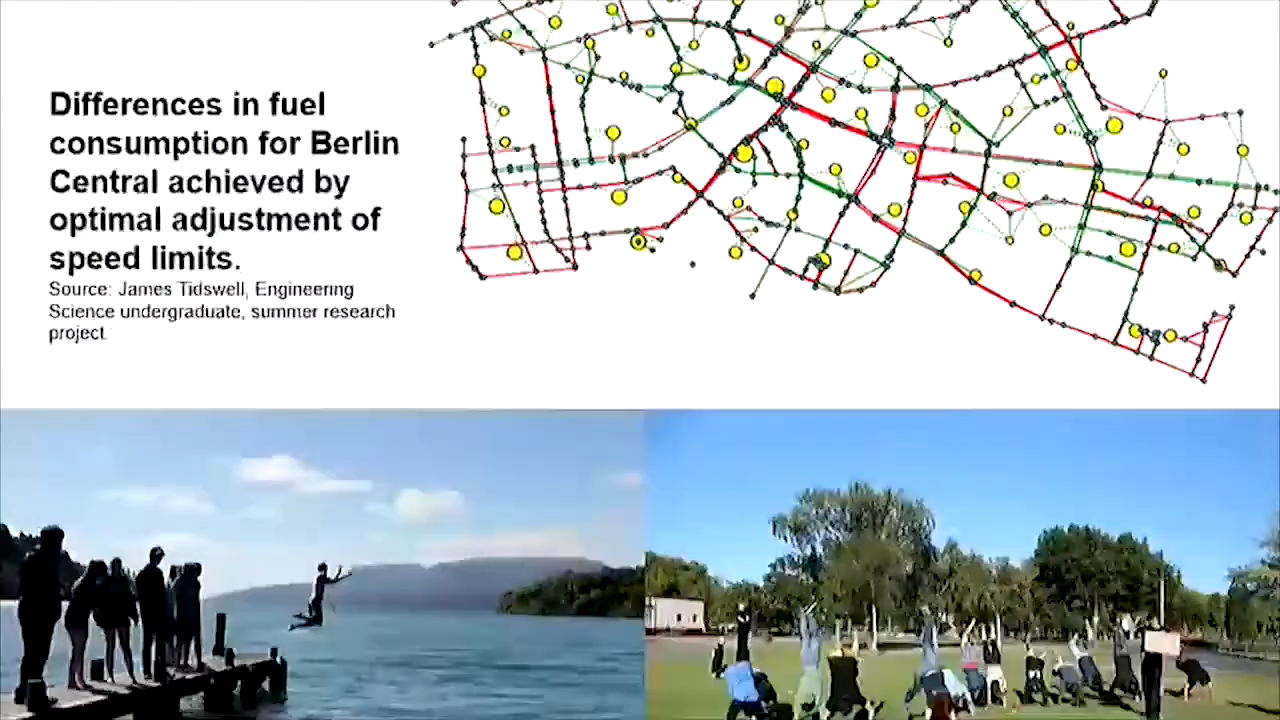 Differences in fuel
consumption for Berlin
Central achieved by
optimal adjustment of
speed limits.
Source: James Tidswell, Engineering
Science undergraduate, summer research
project.